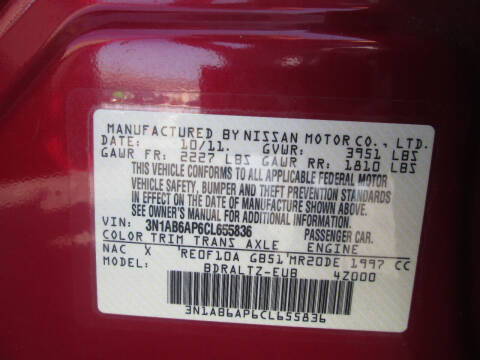 MANUFACTURED BY NISSAN MOTOR CO., LTD.
DATE: 10/11. GVWR: 3951 LBS
GAWR FR: 2227 LBS GAWR RR: 1810 LBS
THIS VEHICLE CONFORMS TO ALL APPLICABLE FEDERAL MOTOR
VEHICLE SAFETY, BUMPER AND THEFT PREVENTION STANDARDS
IN EFFECT ON THE DATE OF MANUFACTURE SHOWN ABOVE.
SEE OWNER'S MANUAL FOR ADDITIONAL INFORMATION.
VIN: 3N1AB6AP6CL655836 PASSENGER CAR.
COLOR TRIM TRANS AXLE ENGINE
NAC X RE0F10A GB51 MR20DE 1997 CC
MODEL: BDRALTZ-EUB 4Z000
3N1AB6AP6CL655836